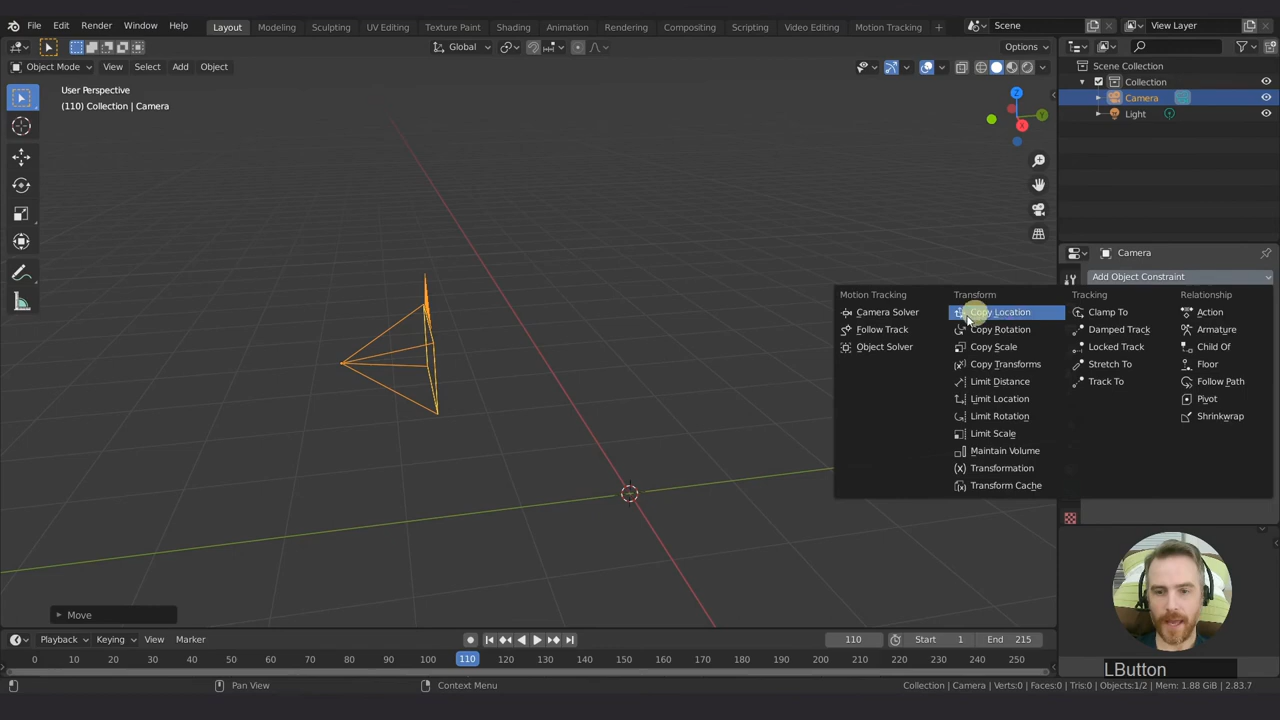 File Edit Render Window Help Layout Modeling Sculpting UV Editing Texture Paint Shading Animation Rendering Compositing Video Editing Motion Tracking + Scene View Layer
Global Options
Object Mode View Select Add Object
User Perspective
(110) Collection | Camera
Z
Y
X
Scene Collection
Collection
Camera
Light
Camera
Add Object Constraint
Motion Tracking Transform Tracking Relationship
Camera Solver Copy Location Clamp To Action
Follow Track Copy Rotation Damped Track Armature
Object Solver Copy Scale Locked Track Child Of
Copy Transforms Stretch To Floor
Limit Distance Track To Follow Path
Limit Location Pivot
Limit Rotation Shrinkwrap
Limit Scale
Maintain Volume
Transformation
Transform Cache
Move
Playback Keying View Marker 110 Start 1 End 215
0 10 20 30 40 50 60 70 80 90 100 110 120 130 140 150 160 170 180 190 200 210 220 230 240 250
LButton
Pan View Context Menu Collection | Camera | Verts:0 | Faces:0 | Tris:0 | Objects:1/2 | Mem: 1.88 GiB | 2.83.7